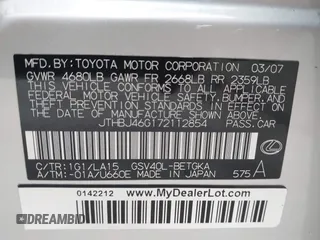 MFD. BY: TOYOTA MOTOR CORPORATION 03/07
GVWR 4680LB GAWR FR 2668LB RR 2359LB
THIS VEHICLE CONFORMS TO ALL APPLICABLE
FEDERAL MOTOR VEHICLE SAFETY, BUMPER, AND
THEFT PREVENTION STANDARDS IN EFFECT ON
THE DATE OF MANUFACTURE SHOWN ABOVE.
JTHBJ46G172112854
PASS. CAR
C/TR:1G1/LA15 GSV40L-BETGKA
A/TM:-01A/U660E MADE IN JAPAN 575 A
0142212
www.MyDealerLot.net
DREAMBID